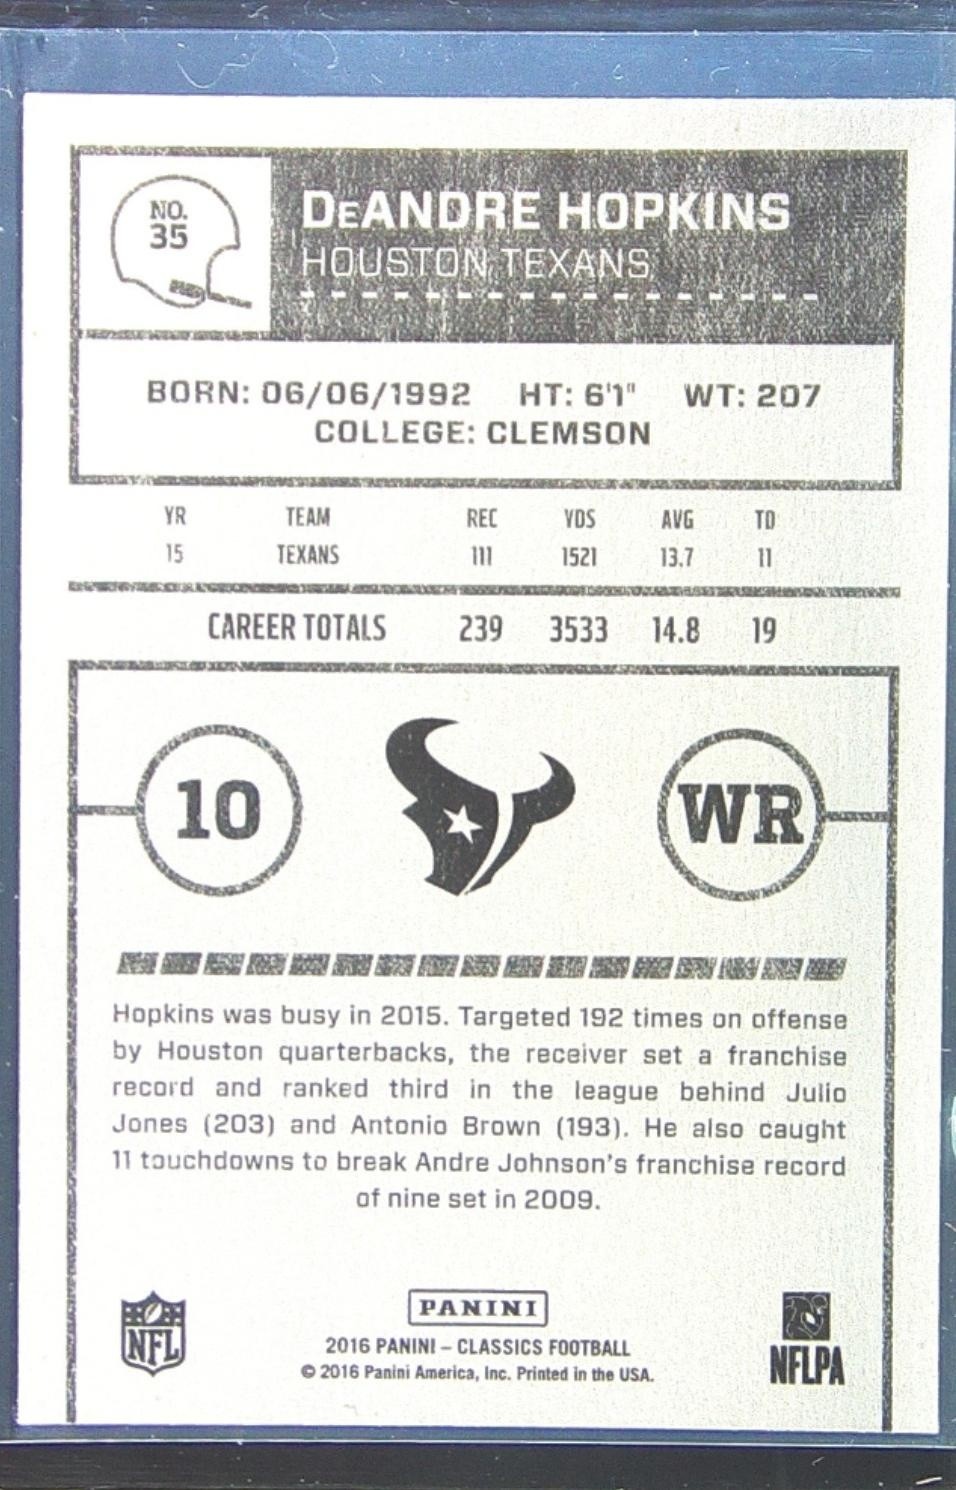 NO.
35
DeANDRE HOPKINS
HOUSTON TEXANS
BORN: 06/06/1992 HT: 6'1" WT: 207
COLLEGE: CLEMSON
YR TEAM REC YDS AVG TD
15 TEXANS 111 1521 13.7 11
CAREER TOTALS 239 3533 14.8 19
10 WR
Hopkins was busy in 2015. Targeted 192 times on offense
by Houston quarterbacks, the receiver set a franchise
record and ranked third in the league behind Julio
Jones (203) and Antonio Brown (193). He also caught
11 touchdowns to break Andre Johnson's franchise record
of nine set in 2009.
NFL
PANINI
2016 PANINI – CLASSICS FOOTBALL
© 2016 Panini America, Inc. Printed in the USA.
NFLPA